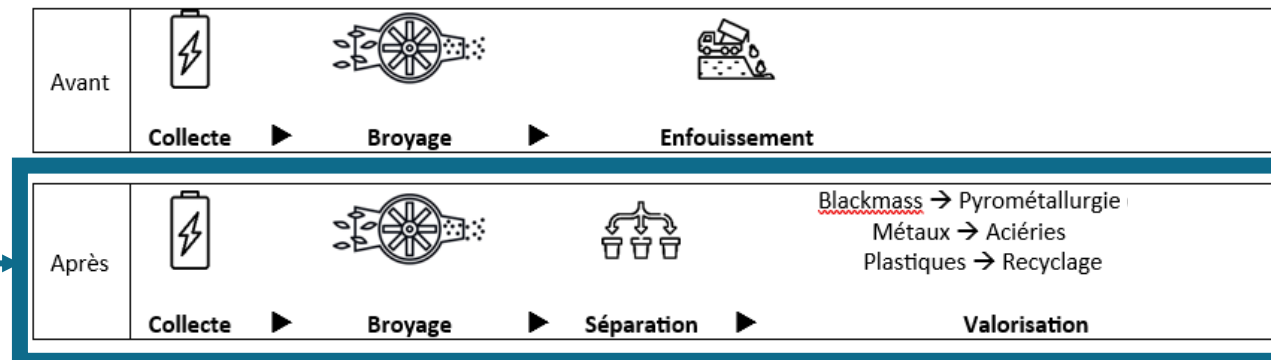 Avant
Collecte ▶ Broyage ▶ Enfouissement
Après
Blackmass → Pyrométallurgie
Métaux → Aciéries
Plastiques → Recyclage
Collecte ▶ Broyage ▶ Séparation ▶ Valorisation